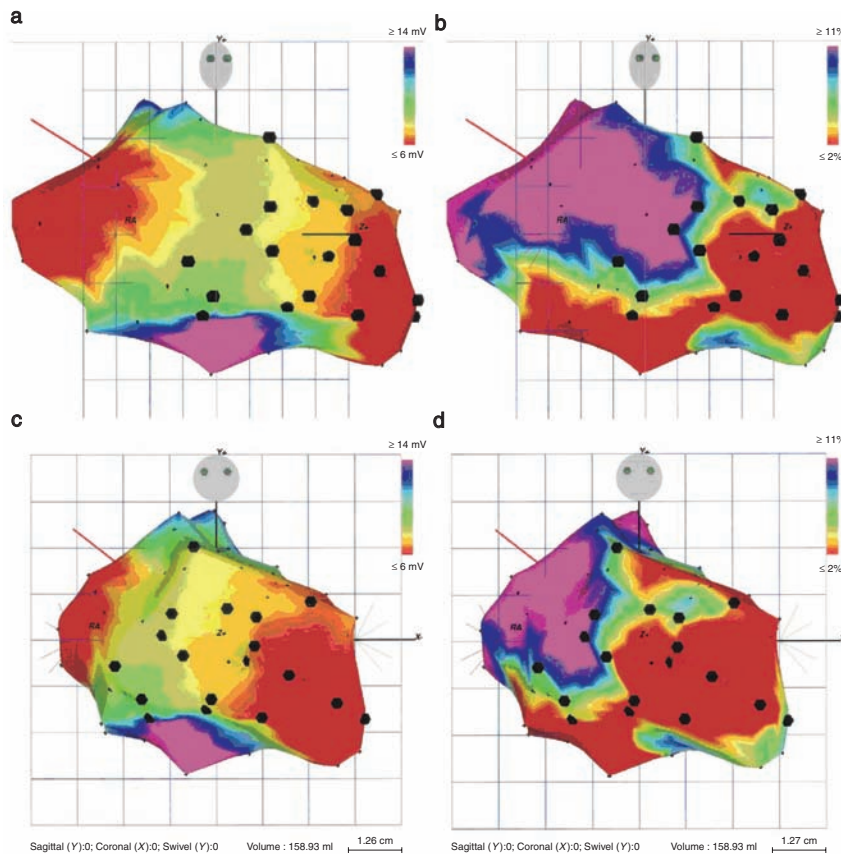 a
b
≥ 14 mV
≥ 11%
≤ 6 mV
≤ 2%
RA
RA
c
d
≥ 14 mV
≥ 11%
≤ 6 mV
≤ 2%
RA
RA
Sagittal (Y):0; Coronal (X):0; Swivel (Y):0 Volume : 158.93 ml 1.26 cm
Sagittal (Y):0; Coronal (X):0; Swivel (Y):0 Volume : 158.93 ml 1.27 cm